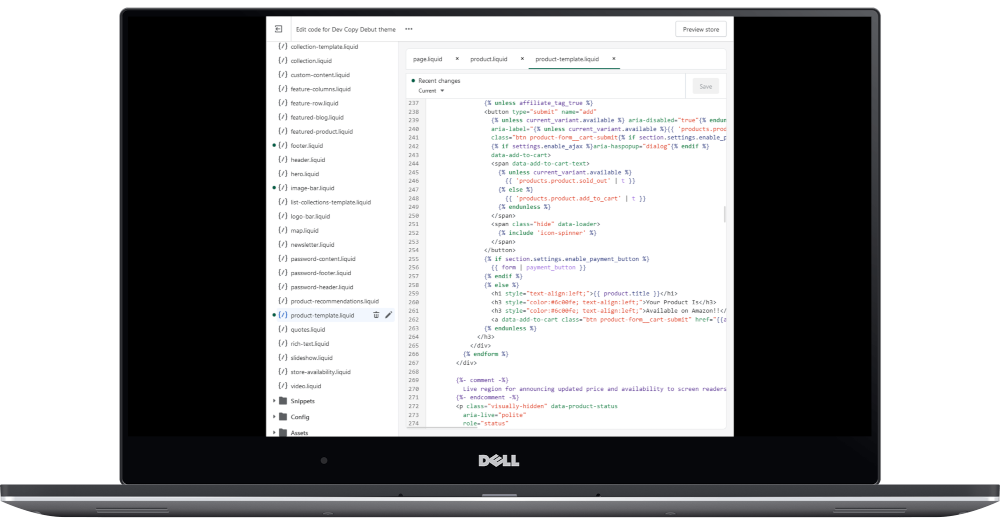 Edit code for Dev Copy Debut theme •••
Preview store
collection-template.liquid
collection.liquid
custom-content.liquid
feature-columns.liquid
feature-row.liquid
featured-blog.liquid
featured-product.liquid
footer.liquid
header.liquid
hero.liquid
image-bar.liquid
list-collections-template.liquid
logo-bar.liquid
map.liquid
newsletter.liquid
password-content.liquid
password-footer.liquid
password-header.liquid
product-recommendations.liquid
product-template.liquid
quotes.liquid
rich-text.liquid
slideshow.liquid
store-availability.liquid
video.liquid
Snippets
Config
Assets
page.liquid × product.liquid × product-template.liquid ×
Recent changes
Current
Save
237 {% unless affiliate_tag_true %}
238 <button type="submit" name="add"
239 {% unless current_variant.available %} aria-disabled="true"{% endun
240 aria-label="{% unless current_variant.available %}{{ 'products.prod
241 class="btn product-form__cart-submit{% if section.settings.enable_p
242 {% if settings.enable_ajax %}aria-haspopup="dialog"{% endif %}
243 data-add-to-cart>
244 <span data-add-to-cart-text>
245 {% unless current_variant.available %}
246 {{ 'products.product.sold_out' | t }}
247 {% else %}
248 {{ 'products.product.add_to_cart' | t }}
249 {% endunless %}
250 </span>
251 <span class="hide" data-loader>
252 {% include 'icon-spinner' %}
253 </span>
254 </button>
255 {% if section.settings.enable_payment_button %}
256 {{ form | payment_button }}
257 {% endif %}
258 {% else %}
259 <h1 style="text-align:left;">{{ product.title }}</h1>
260 <h3 style="color:#6c00fe; text-align:left;">Your Product Is</h3>
261 <h3 style="color:#6c00fe; text-align:left;">Available on Amazon!!</h
262 <a data-add-to-cart class="btn product-form__cart-submit" href="{{a
263 {% endunless %}
264 </h3>
265 </div>
266 {% endform %}
267 </div>
268
269 {%- comment -%}
270 Live region for announcing updated price and availability to screen readers
271 {%- endcomment -%}
272 <p class="visually-hidden" data-product-status
273 aria-live="polite"
274 role="status"
DELL